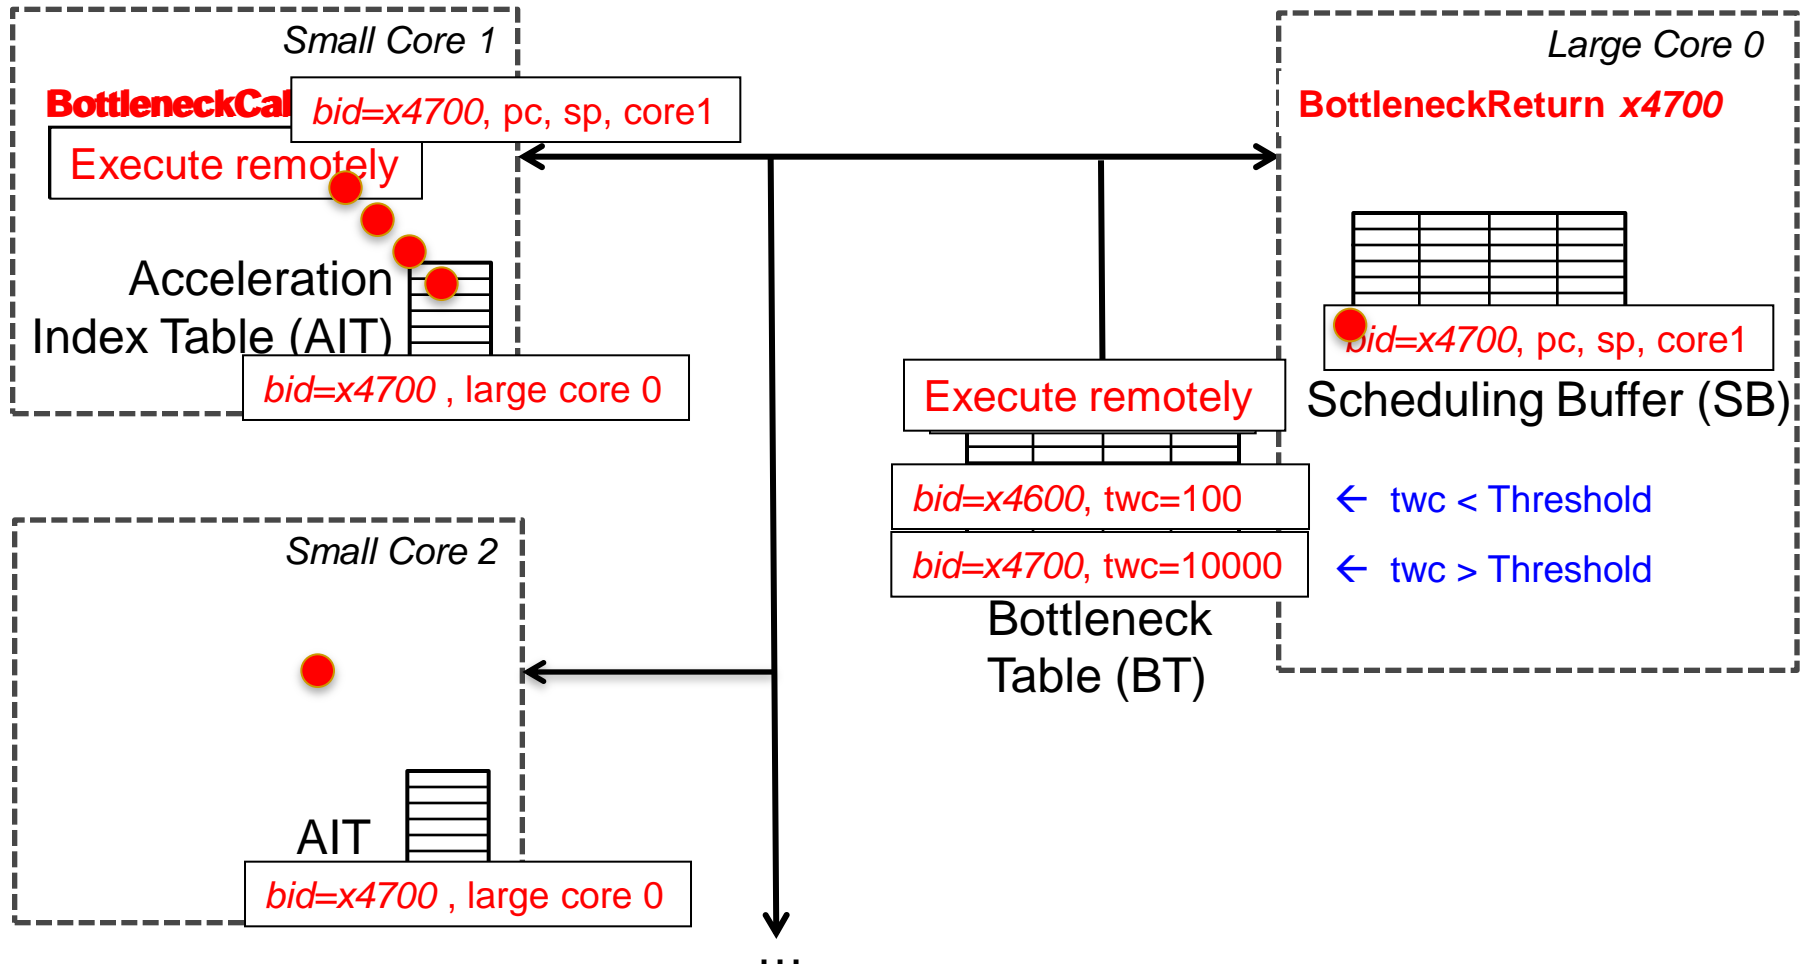 Small Core 1
BottleneckCal
bid=x4700, pc, sp, core1
Execute remotely
Acceleration
Index Table (AIT)
bid=x4700 , large core 0
Large Core 0
BottleneckReturn x4700
bid=x4700, pc, sp, core1
Scheduling Buffer (SB)
Execute remotely
bid=x4600, twc=100
← twc < Threshold
bid=x4700, twc=10000
← twc > Threshold
Bottleneck
Table (BT)
Small Core 2
AIT
bid=x4700 , large core 0
…